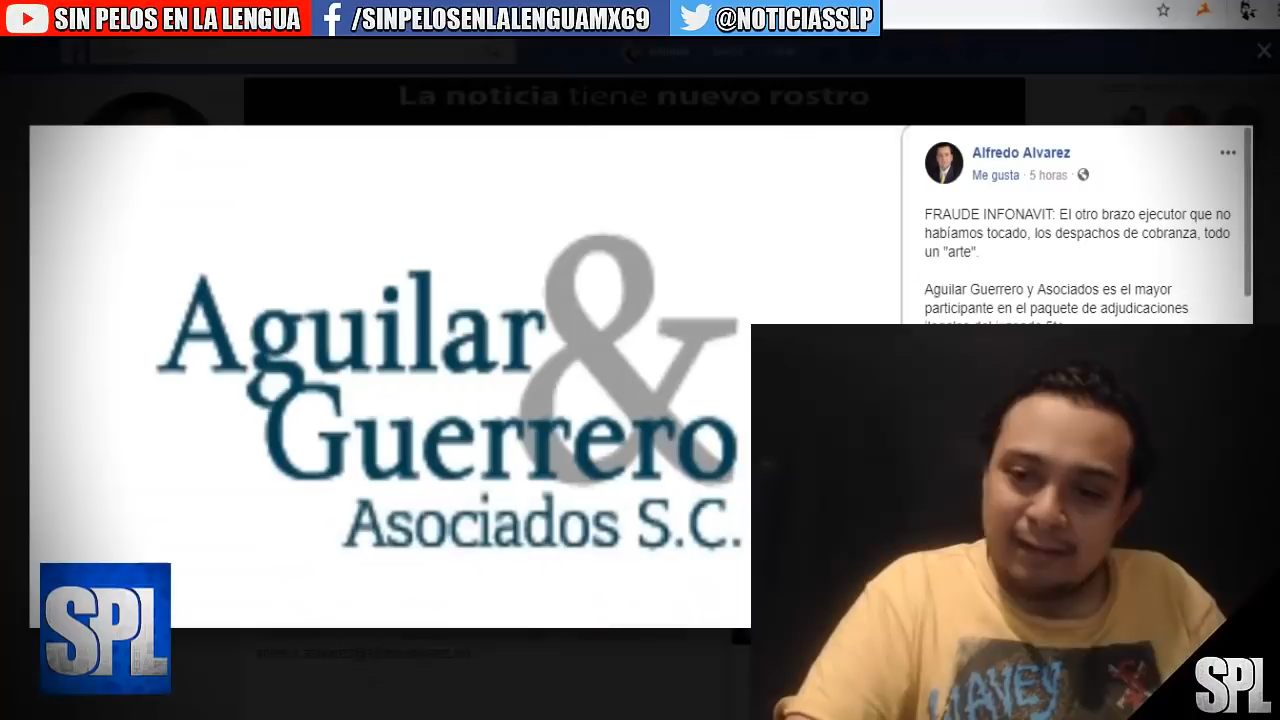 SIN PELOS EN LA LENGUA
/SINPELOSENLALENGUAMX69
@NOTICIASSLP
La noticia tiene nuevo rostro
Aguilar &
Guerrero
Asociados S.C.
Alfredo Alvarez
Me gusta · 5 horas ·
FRAUDE INFONAVIT: El otro brazo ejecutor que no
habíamos tocado, los despachos de cobranza, todo
un "arte".
Aguilar Guerrero y Asociados es el mayor
participante en el paquete de adjudicaciones
SPL
SPL